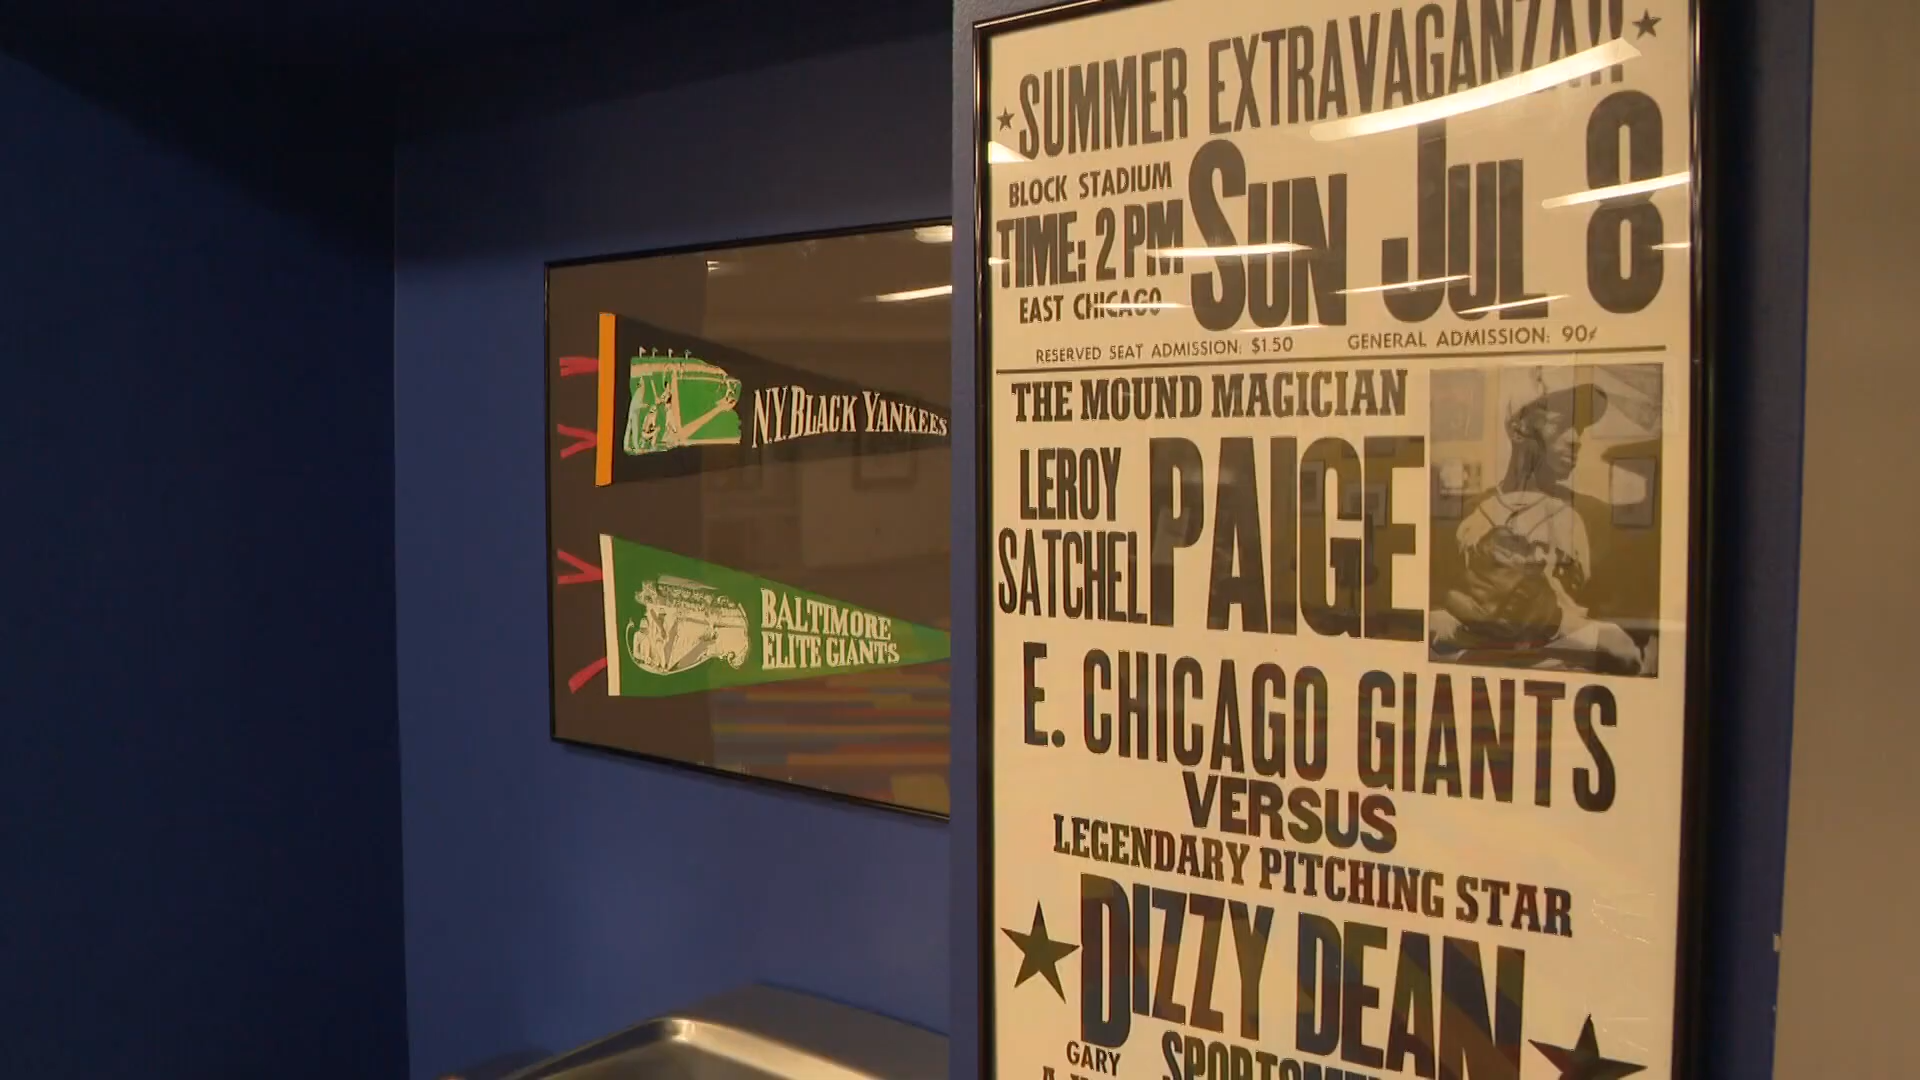 SUMMER EXTRAVAGANZA!!
BLOCK STADIUM
TIME: 2 PM
EAST CHICAGO
SUN JUL 8
RESERVED SEAT ADMISSION: $1.50 GENERAL ADMISSION: 90¢
THE MOUND MAGICIAN
LEROY
SATCHEL
PAIGE
E. CHICAGO GIANTS
VERSUS
LEGENDARY PITCHING STAR
DIZZY DEAN
GARY
N.Y. BLACK YANKEES
BALTIMORE
ELITE GIANTS